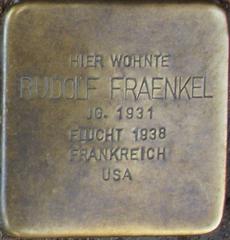 HIER WOHNTE
RUDOLF FRAENKEL
JG. 1931
FLUCHT 1938
FRANKREICH
USA